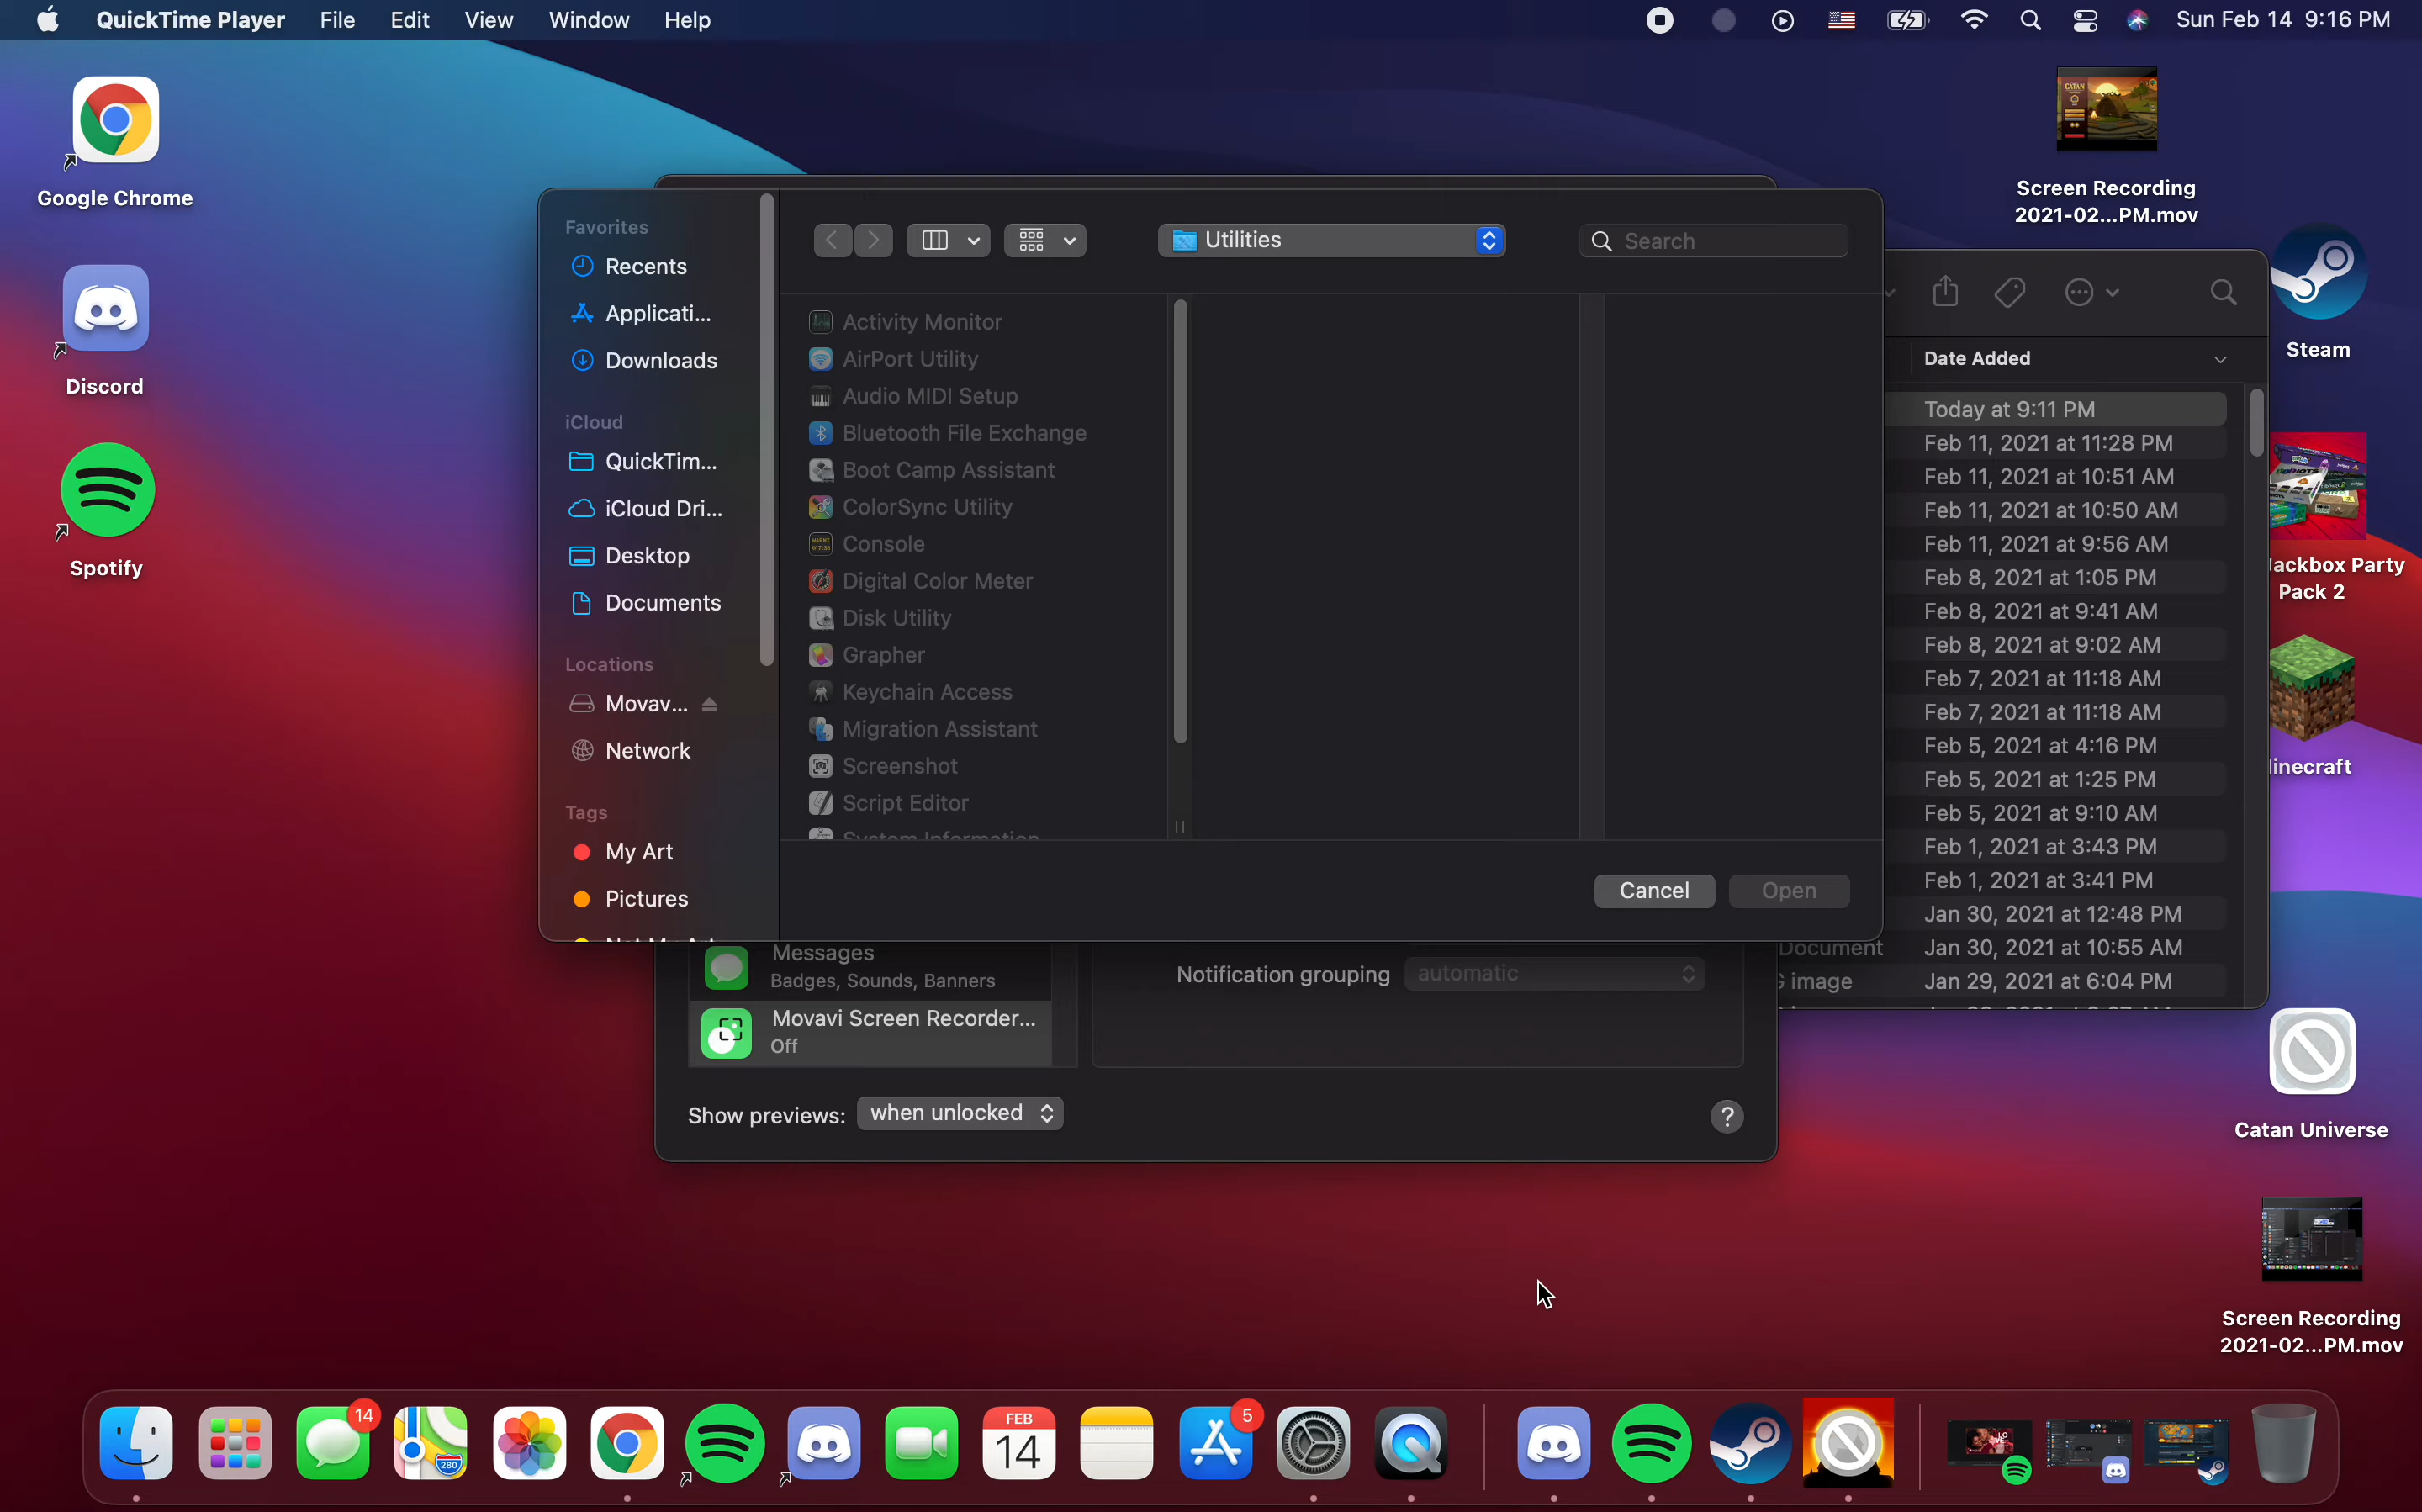 QuickTime Player File Edit View Window Help
Sun Feb 14 9:16 PM
Google Chrome
Discord
Spotify
CATAN
Screen Recording
2021-02...PM.mov
Steam
Jackbox Party
Pack 2
inecraft
Catan Universe
Screen Recording
2021-02...PM.mov
Favorites
Recents
Applicati...
Downloads
iCloud
QuickTim...
iCloud Dri...
Desktop
Documents
Locations
Movav...
Network
Tags
My Art
Pictures
Utilities
Search
Activity Monitor
AirPort Utility
Audio MIDI Setup
Bluetooth File Exchange
Boot Camp Assistant
ColorSync Utility
Console
Digital Color Meter
Disk Utility
Grapher
Keychain Access
Migration Assistant
Screenshot
Script Editor
System Information
Cancel Open
Date Added
Today at 9:11 PM
Feb 11, 2021 at 11:28 PM
Feb 11, 2021 at 10:51 AM
Feb 11, 2021 at 10:50 AM
Feb 11, 2021 at 9:56 AM
Feb 8, 2021 at 1:05 PM
Feb 8, 2021 at 9:41 AM
Feb 8, 2021 at 9:02 AM
Feb 7, 2021 at 11:18 AM
Feb 7, 2021 at 11:18 AM
Feb 5, 2021 at 4:16 PM
Feb 5, 2021 at 1:25 PM
Feb 5, 2021 at 9:10 AM
Feb 1, 2021 at 3:43 PM
Feb 1, 2021 at 3:41 PM
Jan 30, 2021 at 12:48 PM
Document Jan 30, 2021 at 10:55 AM
G image Jan 29, 2021 at 6:04 PM
Messages
Badges, Sounds, Banners
Movavi Screen Recorder...
Off
Notification grouping automatic
Show previews: when unlocked
?
14
280
FEB
14
5